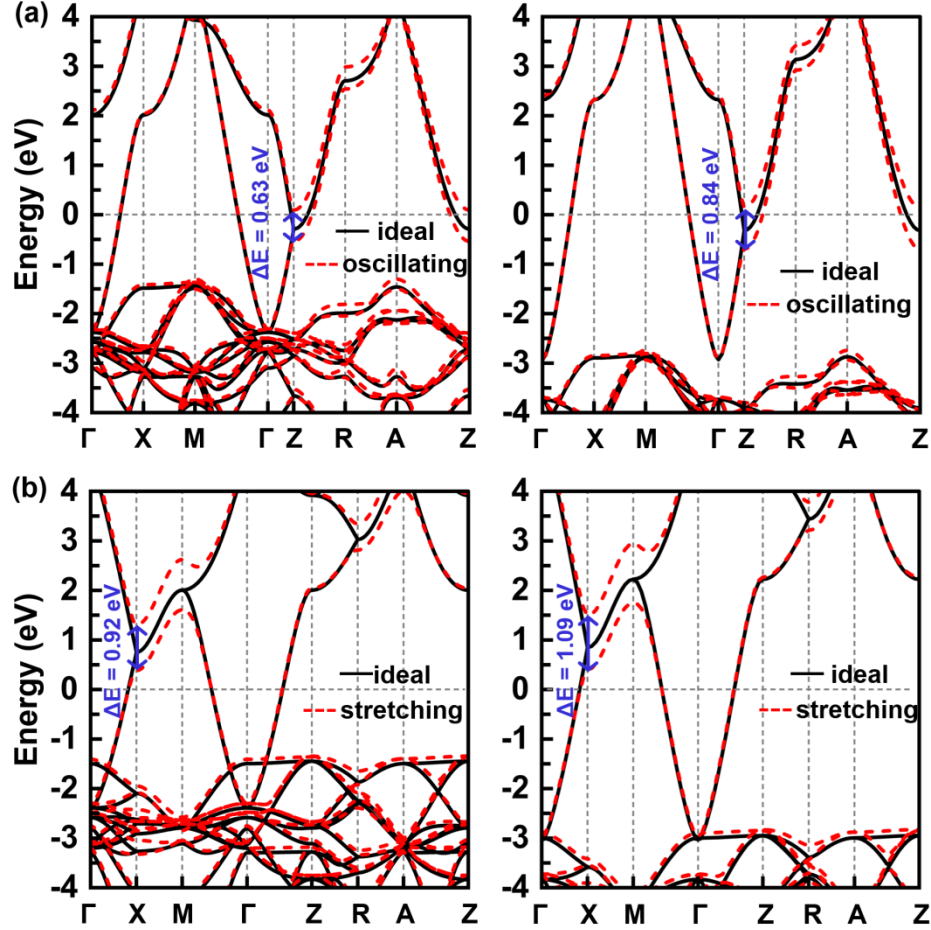 (a)
Energy (eV)
4
3
2
1
0
-1
-2
-3
-4
ΔE = 0.63 eV
ideal
oscillating
Γ X M Γ Z R A Z
4
3
2
1
0
-1
-2
-3
-4
ΔE = 0.84 eV
ideal
oscillating
Γ X M Γ Z R A Z
(b)
Energy (eV)
4
3
2
1
0
-1
-2
-3
-4
ΔE = 0.92 eV
ideal
stretching
Γ X M Γ Z R A Z
4
3
2
1
0
-1
-2
-3
-4
ΔE = 1.09 eV
ideal
stretching
Γ X M Γ Z R A Z